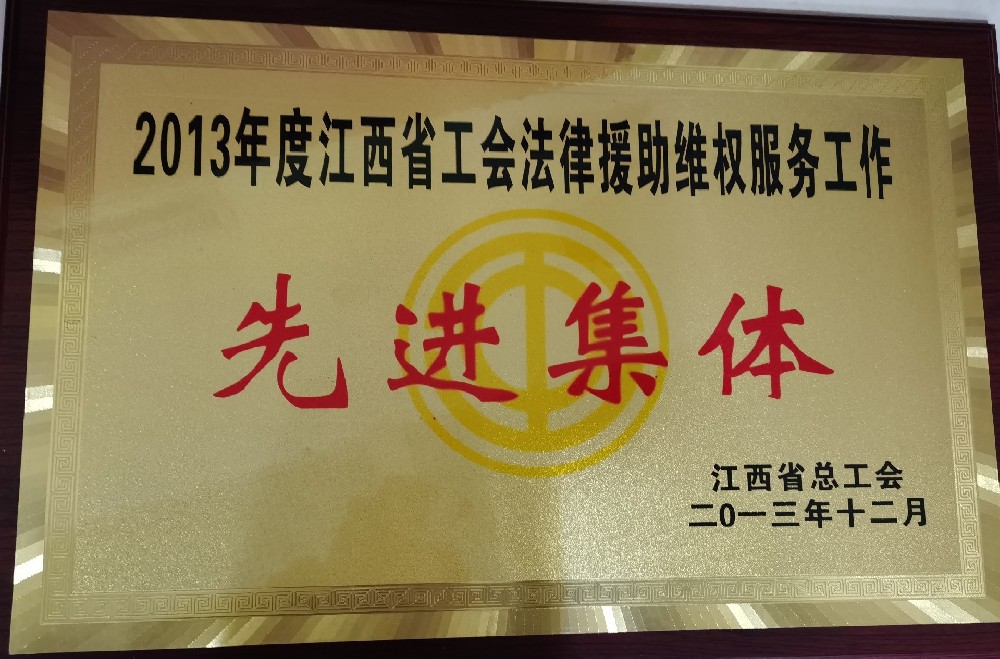 2013年度江西省工会法律援助维权服务工作
先进集体
江西省总工会
二0一三年十二月